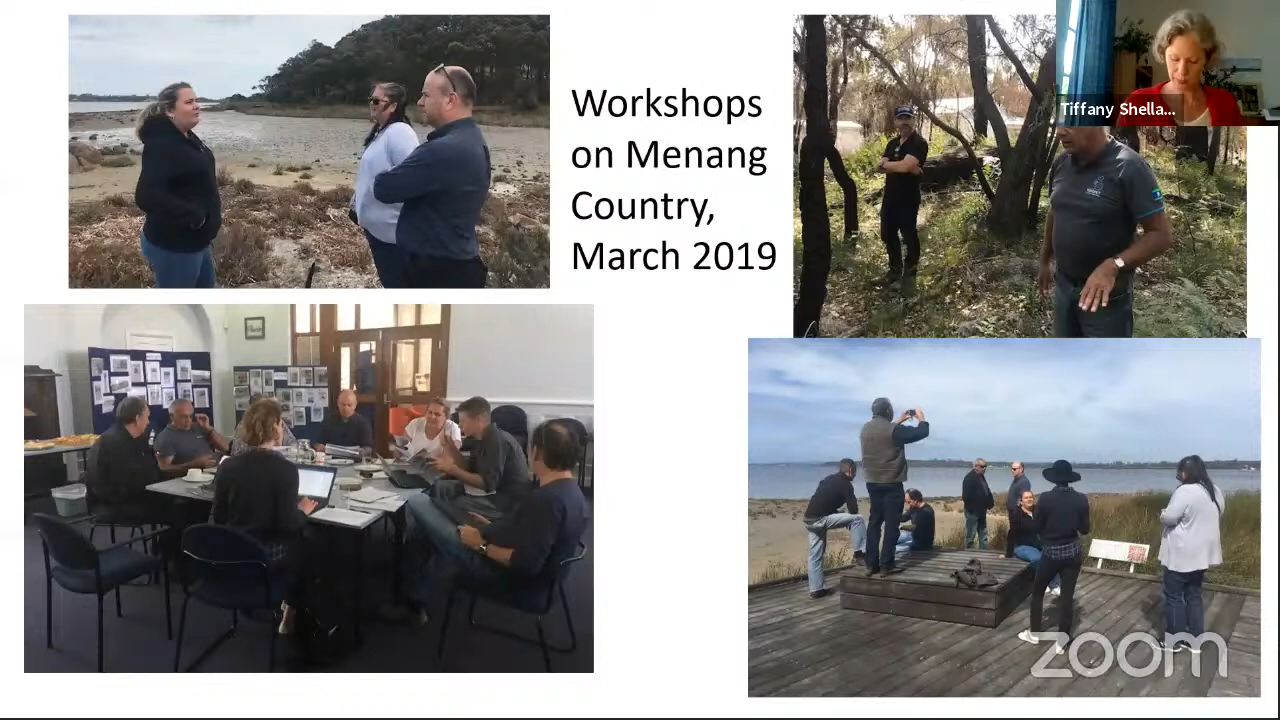 Workshops
on Menang
Country,
March 2019
Tiffany Shella...
zoom